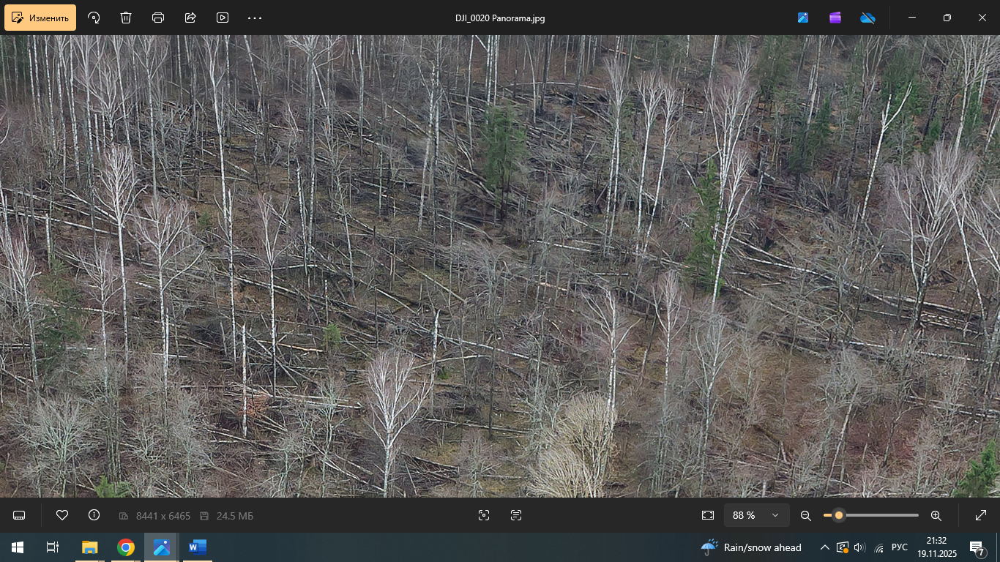 Изменить
DJI_0020 Panorama.jpg
8441 x 6465
24.5 МБ
88 %
W
Rain/snow ahead
РУС
21:32
19.11.2025
7